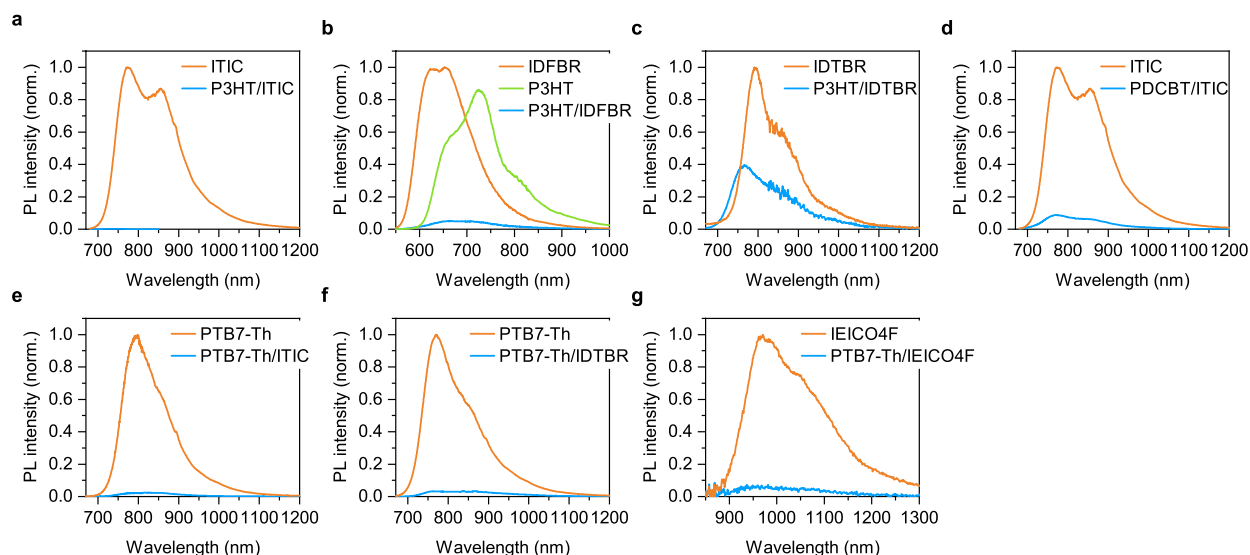 a
PL intensity (norm.)
1.0
0.8
0.6
0.4
0.2
0.0
ITIC
P3HT/ITIC
700 800 900 1000 1100 1200
Wavelength (nm)
b
PL intensity (norm.)
1.0
0.8
0.6
0.4
0.2
0.0
IDFBR
P3HT
P3HT/IDFBR
600 700 800 900 1000
Wavelength (nm)
c
PL intensity (norm.)
1.0
0.8
0.6
0.4
0.2
0.0
IDTBR
P3HT/IDTBR
700 800 900 1000 1100 1200
Wavelength (nm)
d
PL intensity (norm.)
1.0
0.8
0.6
0.4
0.2
0.0
ITIC
PDCBT/ITIC
700 800 900 1000 1100 1200
Wavelength (nm)
e
PL intensity (norm.)
1.0
0.8
0.6
0.4
0.2
0.0
PTB7-Th
PTB7-Th/ITIC
700 800 900 1000 1100 1200
Wavelength (nm)
f
PL intensity (norm.)
1.0
0.8
0.6
0.4
0.2
0.0
PTB7-Th
PTB7-Th/IDTBR
700 800 900 1000 1100 1200
Wavelength (nm)
g
PL intensity (norm.)
1.0
0.8
0.6
0.4
0.2
0.0
IEICO4F
PTB7-Th/IEICO4F
900 1000 1100 1200 1300
Wavelength (nm)